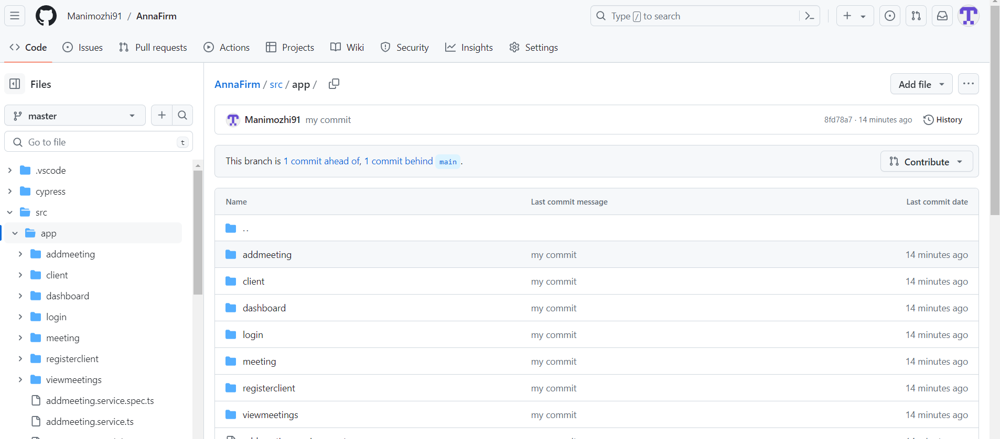 Manimozhi91 / AnnaFirm
Type / to search
Code
Issues
Pull requests
Actions
Projects
Wiki
Security
Insights
Settings
Files
master
Go to file
t
.vscode
cypress
src
app
addmeeting
client
dashboard
login
meeting
registerclient
viewmeetings
addmeeting.service.spec.ts
addmeeting.service.ts
AnnaFirm / src / app /
Add file
Manimozhi91 my commit
8fd78a7 · 14 minutes ago
History
This branch is 1 commit ahead of, 1 commit behind main .
Contribute
Name Last commit message Last commit date
..
addmeeting my commit 14 minutes ago
client my commit 14 minutes ago
dashboard my commit 14 minutes ago
login my commit 14 minutes ago
meeting my commit 14 minutes ago
registerclient my commit 14 minutes ago
viewmeetings my commit 14 minutes ago